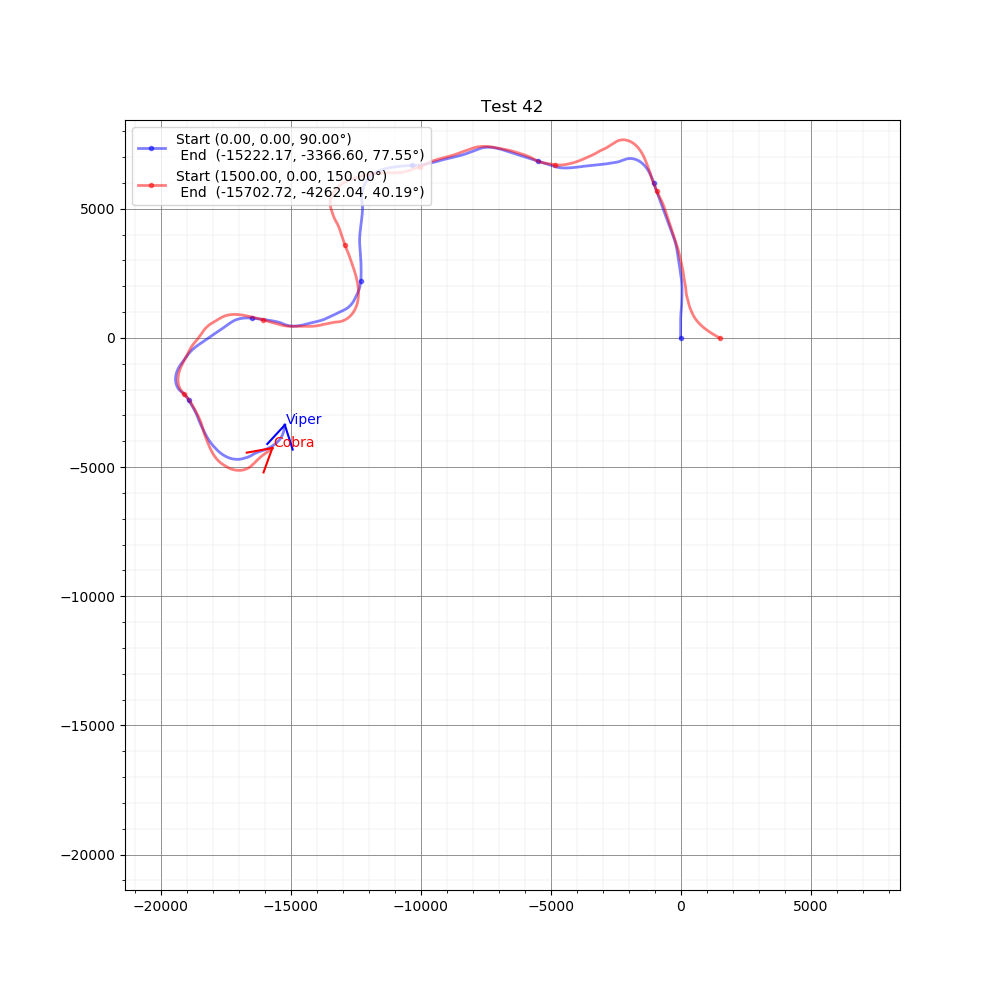 Test 42
Start (0.00, 0.00, 90.00°)
End  (-15222.17, -3366.60, 77.55°)
Start (1500.00, 0.00, 150.00°)
End  (-15702.72, -4262.04, 40.19°)
5000
0
−5000
−10000
−15000
−20000
Viper
Cobra
−20000 −15000 −10000 −5000 0 5000